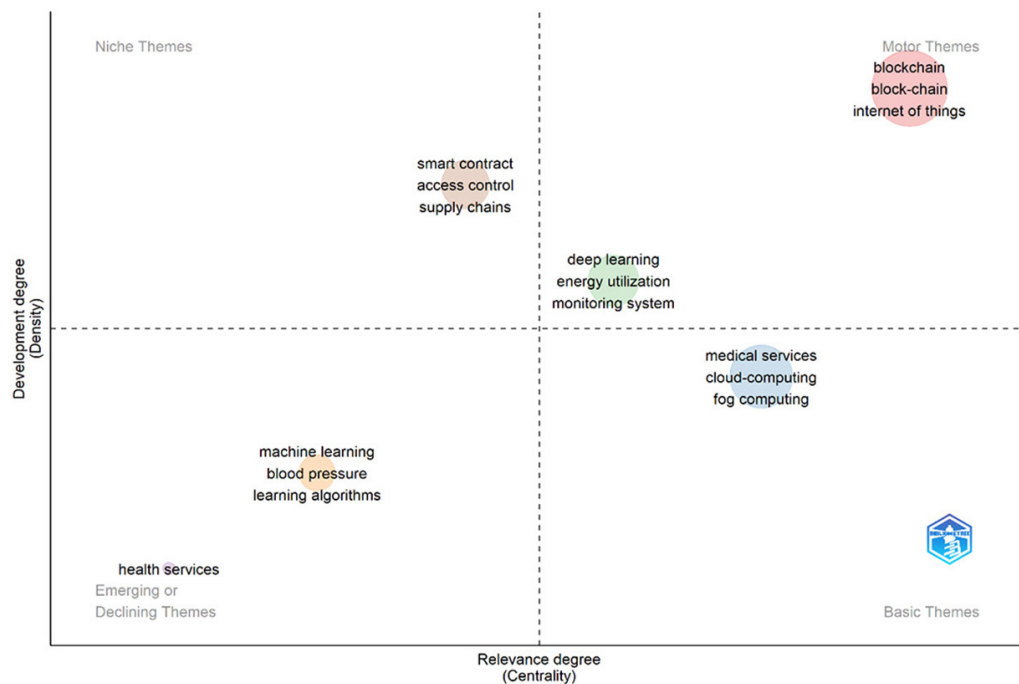 Niche Themes
Motor Themes
blockchain
block-chain
internet of things
smart contract
access control
supply chains
deep learning
energy utilization
monitoring system
Development degree
(Density)
medical services
cloud-computing
fog computing
machine learning
blood pressure
learning algorithms
health services
Emerging or
Declining Themes
Basic Themes
Relevance degree
(Centrality)